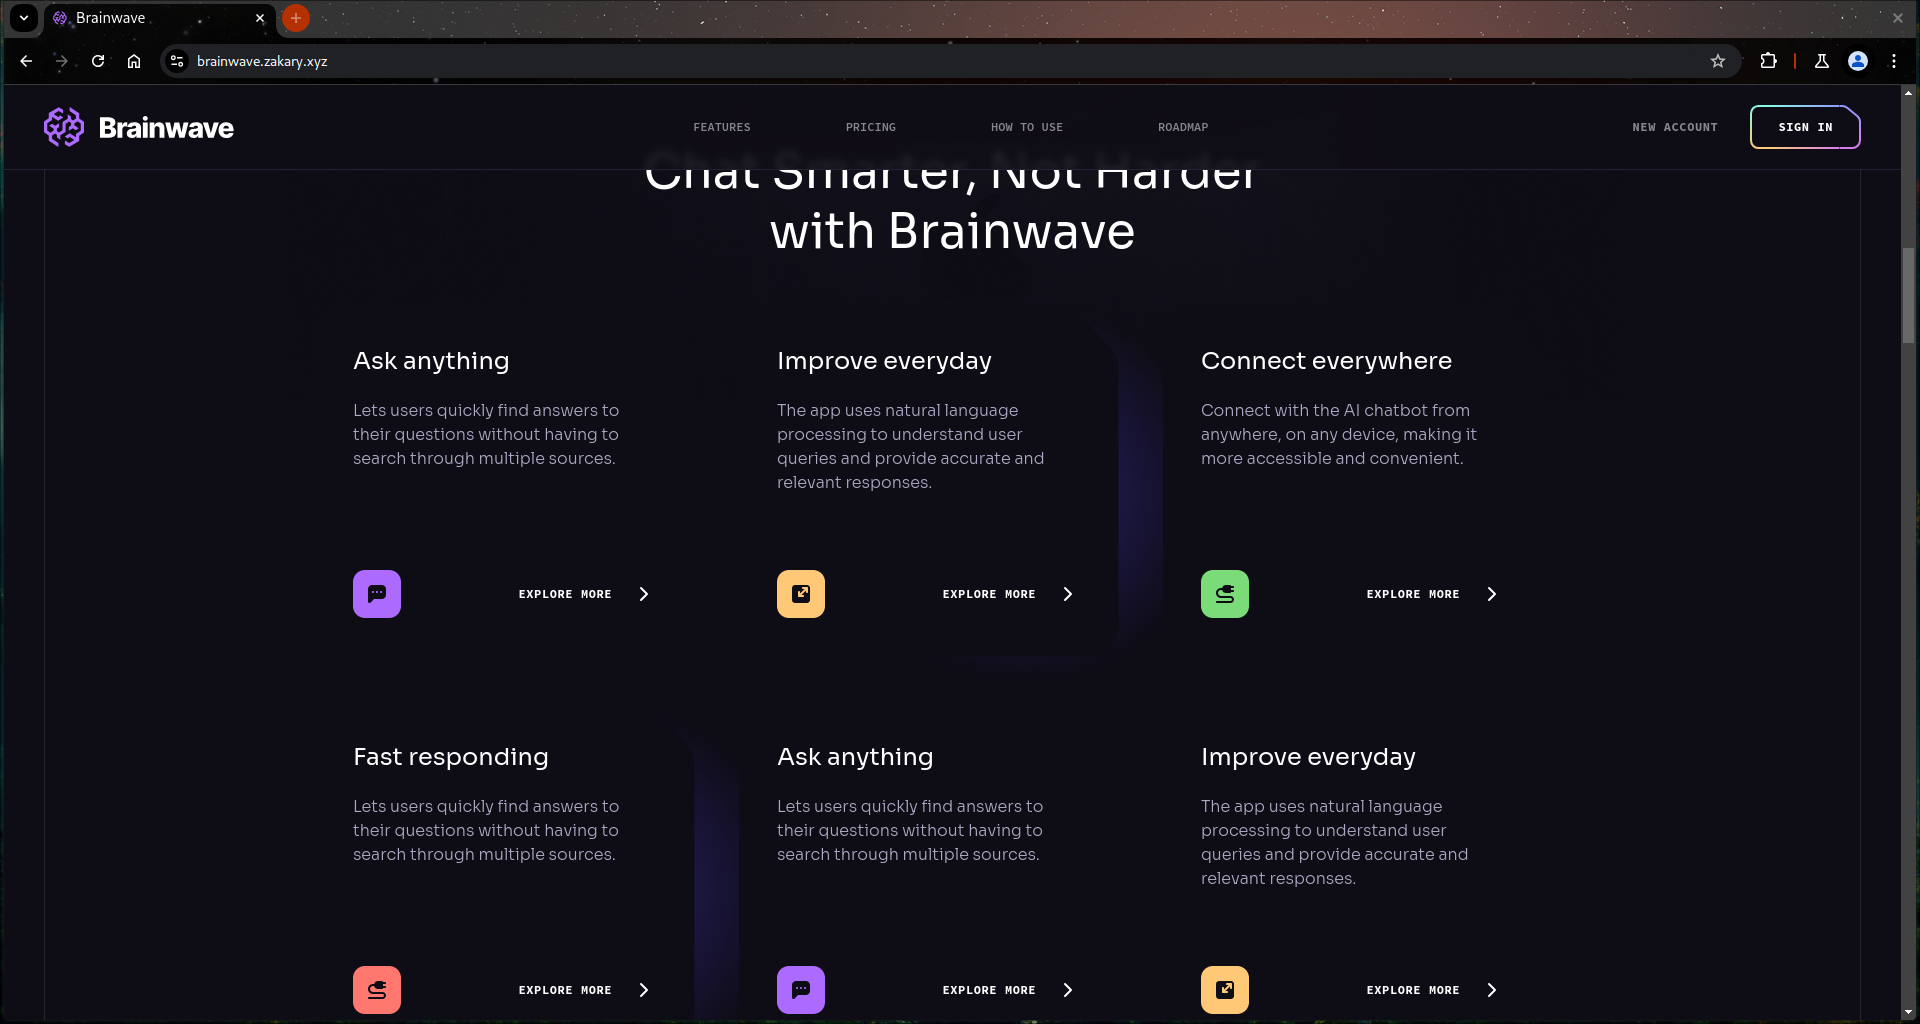 Brainwave
brainwave.zakary.xyz
Brainwave
FEATURES
PRICING
HOW TO USE
ROADMAP
NEW ACCOUNT
SIGN IN
Chat Smarter, Not Harder
with Brainwave
Ask anything
Lets users quickly find answers to
their questions without having to
search through multiple sources.
EXPLORE MORE
Improve everyday
The app uses natural language
processing to understand user
queries and provide accurate and
relevant responses.
EXPLORE MORE
Connect everywhere
Connect with the AI chatbot from
anywhere, on any device, making it
more accessible and convenient.
EXPLORE MORE
Fast responding
Lets users quickly find answers to
their questions without having to
search through multiple sources.
EXPLORE MORE
Ask anything
Lets users quickly find answers to
their questions without having to
search through multiple sources.
EXPLORE MORE
Improve everyday
The app uses natural language
processing to understand user
queries and provide accurate and
relevant responses.
EXPLORE MORE